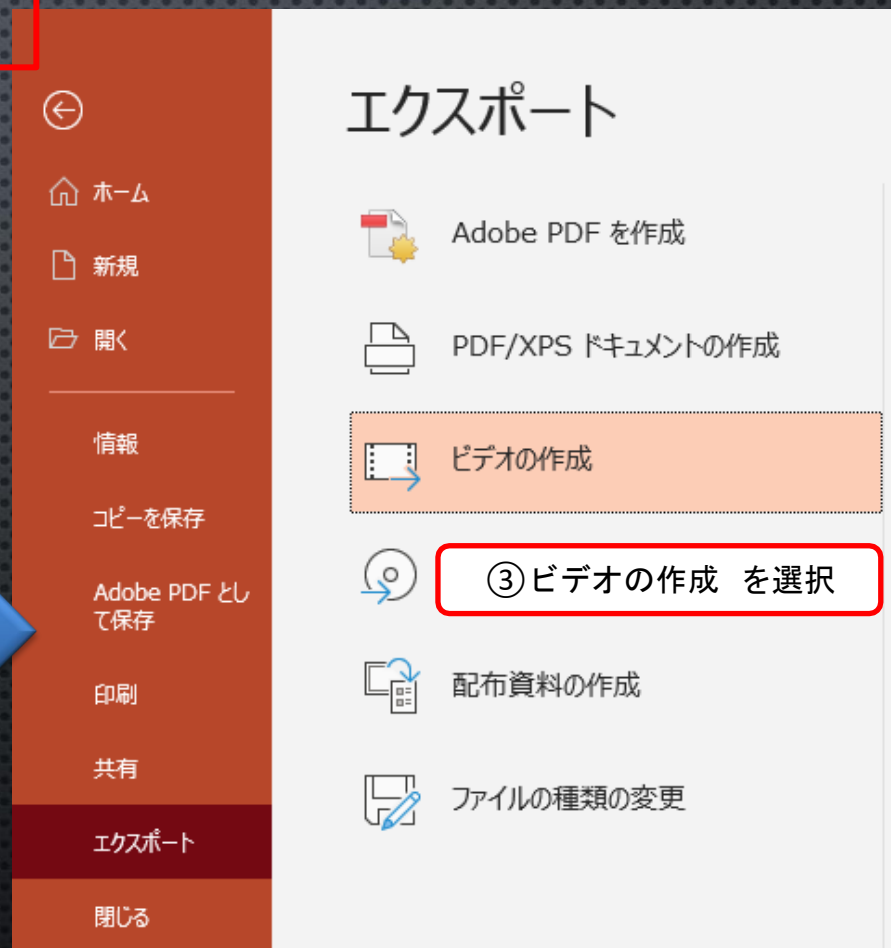 エクスポート
ホーム
新規
開く
情報
コピーを保存
Adobe PDF とし
て保存
印刷
共有
エクスポート
閉じる
Adobe PDF を作成
PDF/XPS ドキュメントの作成
ビデオの作成
③ビデオの作成 を選択
配布資料の作成
ファイルの種類の変更